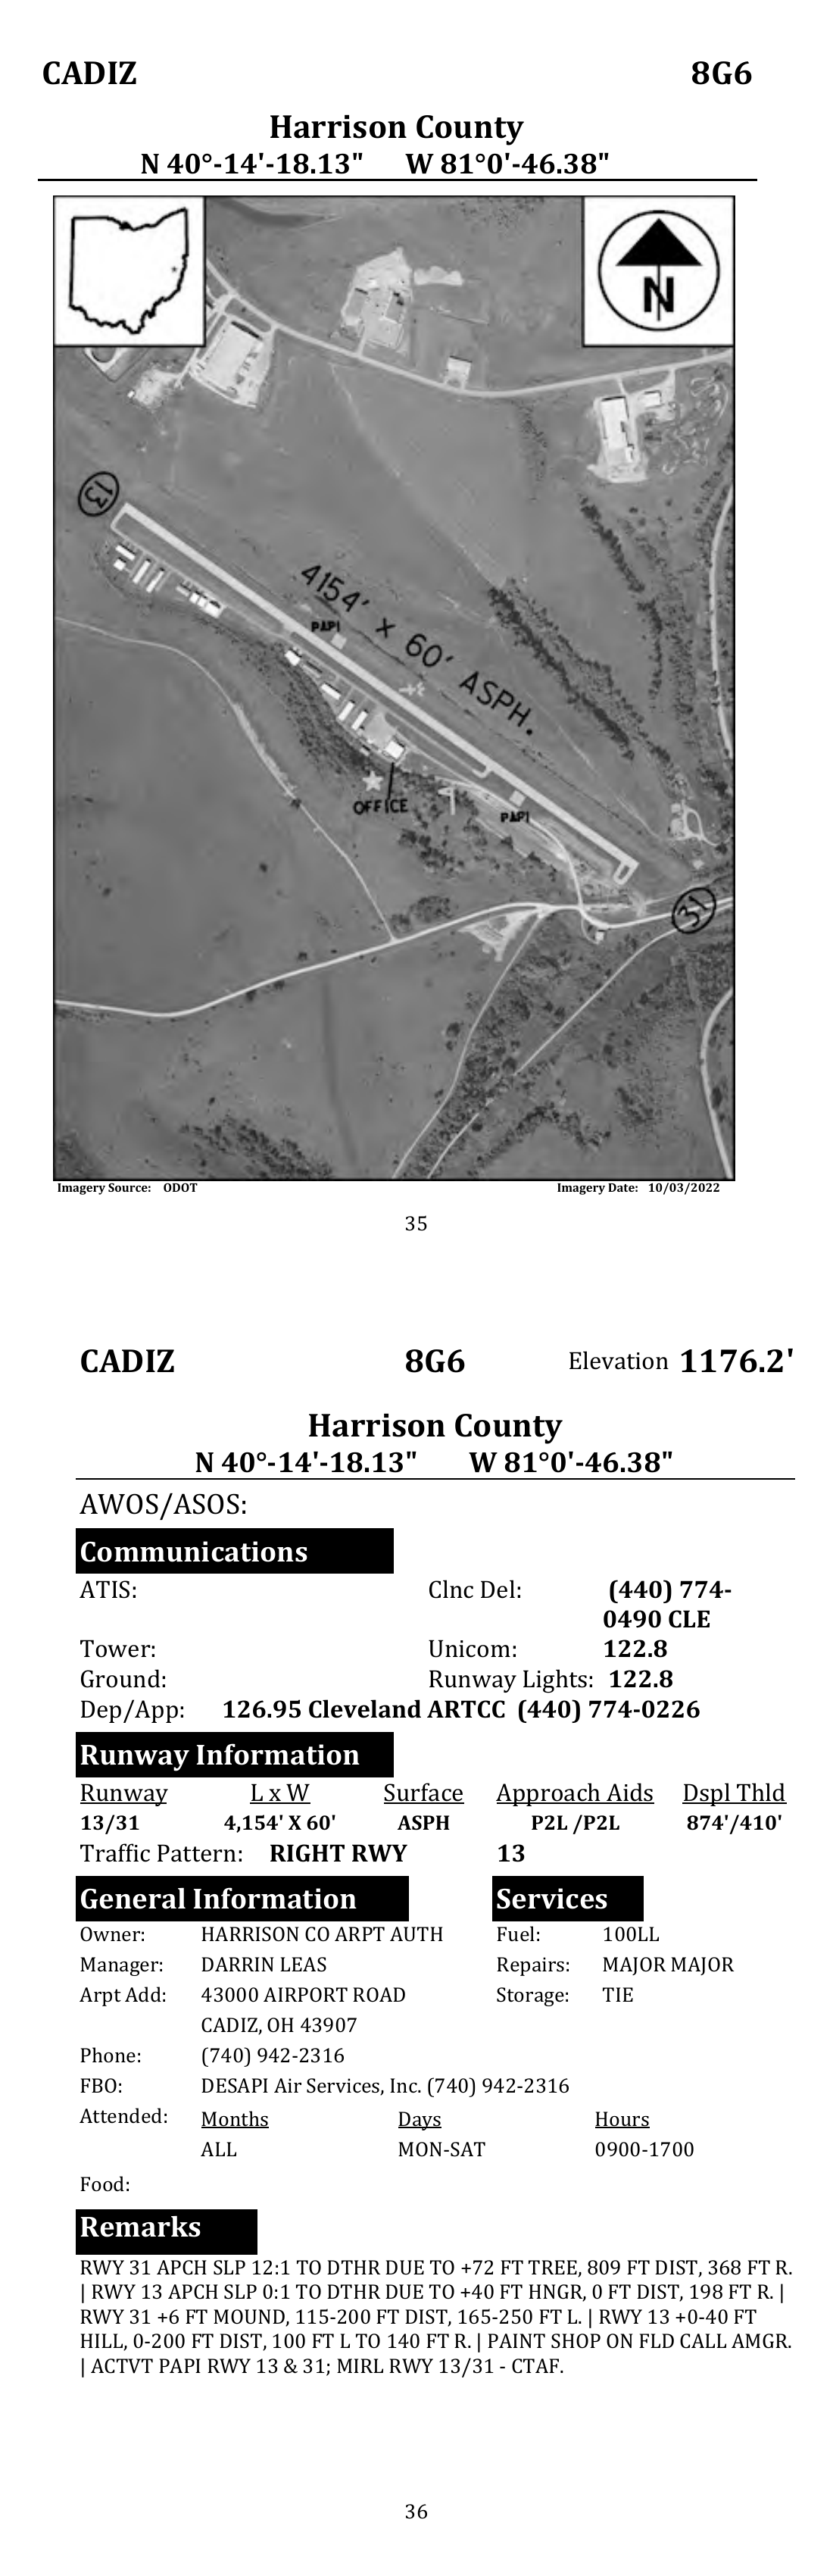 CADIZ 8G6
Harrison County
N 40°-14'-18.13" W 81°0'-46.38"
N
13
4154' x 60' ASPH.
PAPI
OFFICE
PAPI
31
Imagery Source: ODOT Imagery Date: 10/03/2022
35
CADIZ 8G6 Elevation 1176.2'
Harrison County
N 40°-14'-18.13" W 81°0'-46.38"
AWOS/ASOS:
Communications
ATIS: Clnc Del: (440) 774-
0490 CLE
Tower: Unicom: 122.8
Ground: Runway Lights: 122.8
Dep/App: 126.95 Cleveland ARTCC (440) 774-0226
Runway Information
Runway L x W Surface Approach Aids Dspl Thld
13/31 4,154' X 60' ASPH P2L /P2L 874'/410'
Traffic Pattern: RIGHT RWY 13
General Information Services
Owner: HARRISON CO ARPT AUTH Fuel: 100LL
Manager: DARRIN LEAS Repairs: MAJOR MAJOR
Arpt Add: 43000 AIRPORT ROAD Storage: TIE
CADIZ, OH 43907
Phone: (740) 942-2316
FBO: DESAPI Air Services, Inc. (740) 942-2316
Attended: Months Days Hours
ALL MON-SAT 0900-1700
Food:
Remarks
RWY 31 APCH SLP 12:1 TO DTHR DUE TO +72 FT TREE, 809 FT DIST, 368 FT R.
| RWY 13 APCH SLP 0:1 TO DTHR DUE TO +40 FT HNGR, 0 FT DIST, 198 FT R. |
RWY 31 +6 FT MOUND, 115-200 FT DIST, 165-250 FT L. | RWY 13 +0-40 FT
HILL, 0-200 FT DIST, 100 FT L TO 140 FT R. | PAINT SHOP ON FLD CALL AMGR.
| ACTVT PAPI RWY 13 & 31; MIRL RWY 13/31 - CTAF.
36